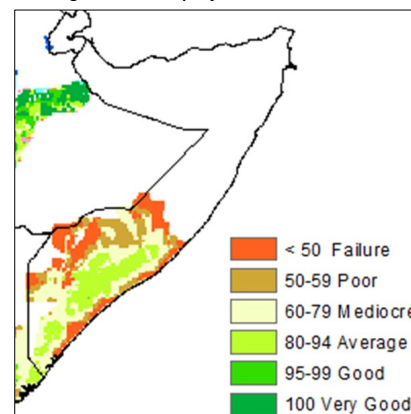 < 50 Failure
50-59 Poor
60-79 Mediocre
80-94 Average
95-99 Good
100 Very Good